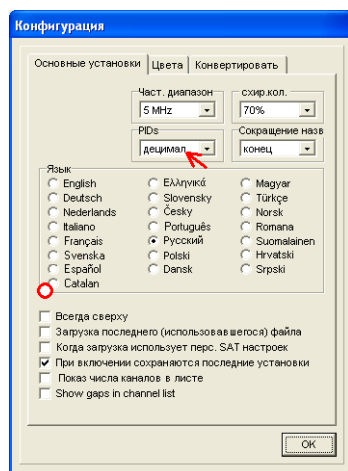 Конфигурация
Основные установки Цвета Конвертировать
Част. диапазон схир.кол.
5 MHz 70%
PIDs Сокращение назв
децимал конец
Язык
English Ελληνικά Magyar
Deutsch Slovensky Türkçe
Nederlands Česky Norsk
Italiano Português Romana
Français Русский Suomalainen
Svenska Polski Hrvatski
Español Dansk Srpski
Catalan
Всегда сверху
Загрузка последнего (использовавшегося) файла
Когда загрузка использует перс. SAT настроек
При включении сохраняются последние установки
Показ числа каналов в листе
Show gaps in channel list
OK